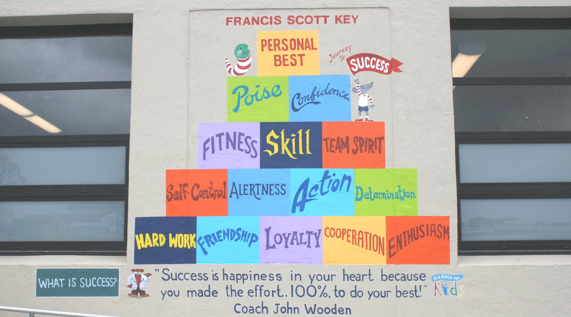 FRANCIS SCOTT KEY
PERSONAL
BEST
Journey
To
SUCCESS
Poise
Confidence
FITNESS
Skill
TEAM SPIRIT
Self-Control
ALERTNESS
Action
Determination
HARD WORK
FRIENDSHIP
LOYALTY
COOPERATION
ENTHUSIASM
WHAT IS SUCCESS?
"Success is happiness in your heart because
you made the effort. 100%, to do your best!"
Coach John Wooden
Kids